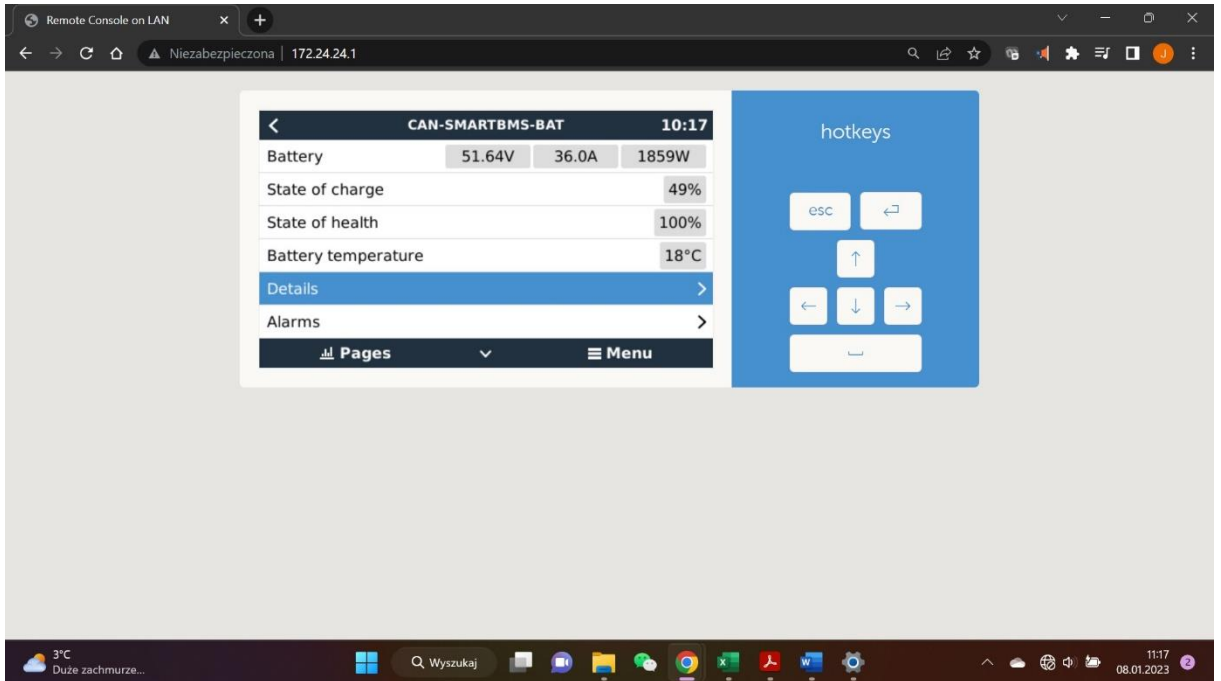 Remote Console on LAN
Niezabezpieczona | 172.24.24.1
J
CAN-SMARTBMS-BAT 10:17
Battery 51.64V 36.0A 1859W
State of charge 49%
State of health 100%
Battery temperature 18°C
Details
Alarms
Pages Menu
hotkeys
esc
3°C
Duże zachmurze...
Wyszukaj
11:17
08.01.2023
2